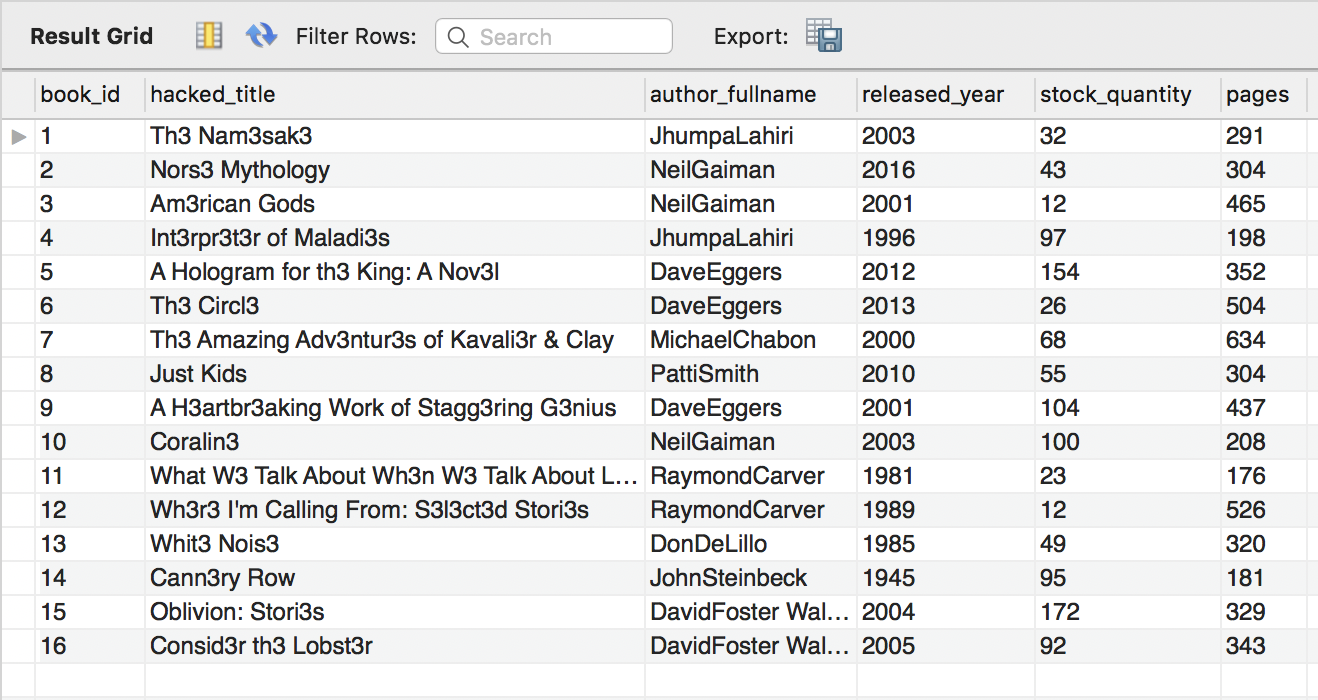 Result Grid Filter Rows: Search Export:
book_id hacked_title author_fullname released_year stock_quantity pages
1 Th3 Nam3sak3 JhumpaLahiri 2003 32 291
2 Nors3 Mythology NeilGaiman 2016 43 304
3 Am3rican Gods NeilGaiman 2001 12 465
4 Int3rpr3t3r of Maladi3s JhumpaLahiri 1996 97 198
5 A Hologram for th3 King: A Nov3l DaveEggers 2012 154 352
6 Th3 Circl3 DaveEggers 2013 26 504
7 Th3 Amazing Adv3ntur3s of Kavali3r & Clay MichaelChabon 2000 68 634
8 Just Kids PattiSmith 2010 55 304
9 A H3artbr3aking Work of Stagg3ring G3nius DaveEggers 2001 104 437
10 Coralin3 NeilGaiman 2003 100 208
11 What W3 Talk About Wh3n W3 Talk About L... RaymondCarver 1981 23 176
12 Wh3r3 I'm Calling From: S3l3ct3d Stori3s RaymondCarver 1989 12 526
13 Whit3 Nois3 DonDeLillo 1985 49 320
14 Cann3ry Row JohnSteinbeck 1945 95 181
15 Oblivion: Stori3s DavidFoster Wal... 2004 172 329
16 Consid3r th3 Lobst3r DavidFoster Wal... 2005 92 343